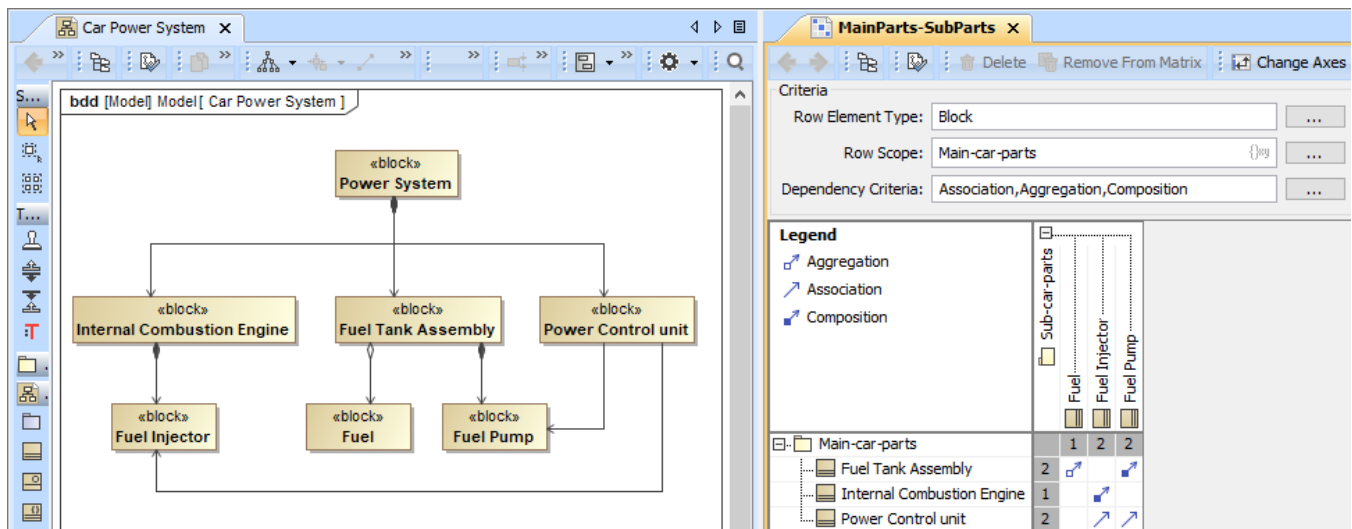 Car Power System X
S...
T...
:T
bdd [Model] Model[ Car Power System ]
«block»
Power System
«block»
Internal Combustion Engine
«block»
Fuel Tank Assembly
«block»
Power Control unit
«block»
Fuel Injector
«block»
Fuel
«block»
Fuel Pump
MainParts-SubParts X
Delete Remove From Matrix Change Axes
Criteria
Row Element Type: Block ...
Row Scope: Main-car-parts ...
Dependency Criteria: Association,Aggregation,Composition ...
Legend
Aggregation
Association
Composition
Sub-car-parts
Fuel
Fuel Injector
Fuel Pump
Main-car-parts 1 2 2
Fuel Tank Assembly 2
Internal Combustion Engine 1
Power Control unit 2